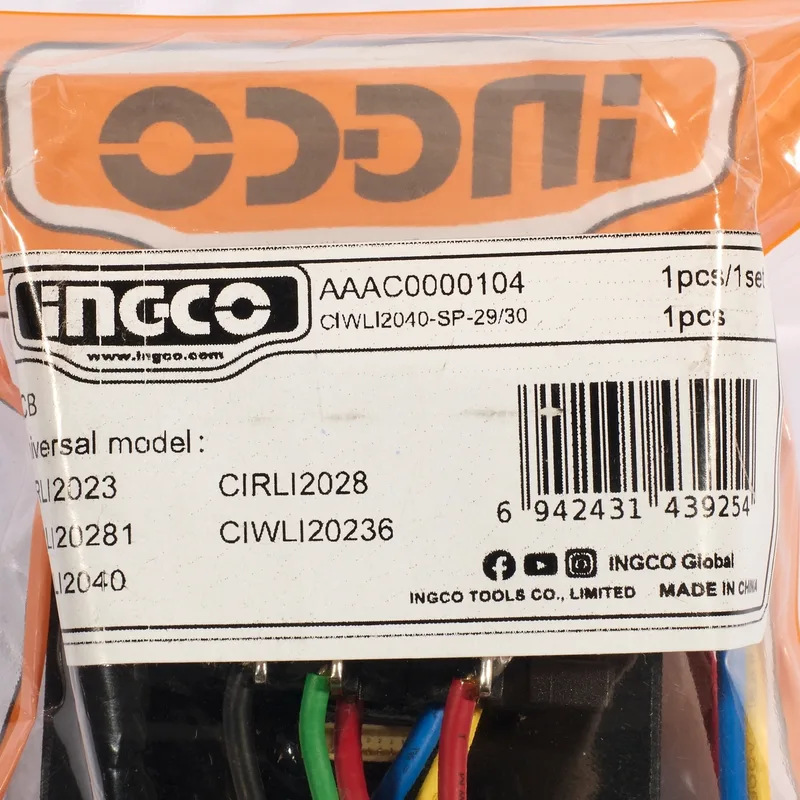 INGCO
INGCO
www.ingco.com
AAAC0000104
1pcs/1set
CIWLI2040-SP-29/30
1pcs
CB
iversal model:
RLI2023
CIRLI2028
LI20281
CIWLI20236
LI2040
6 942431 439254
INGCO Global
INGCO TOOLS CO., LIMITED MADE IN CHINA